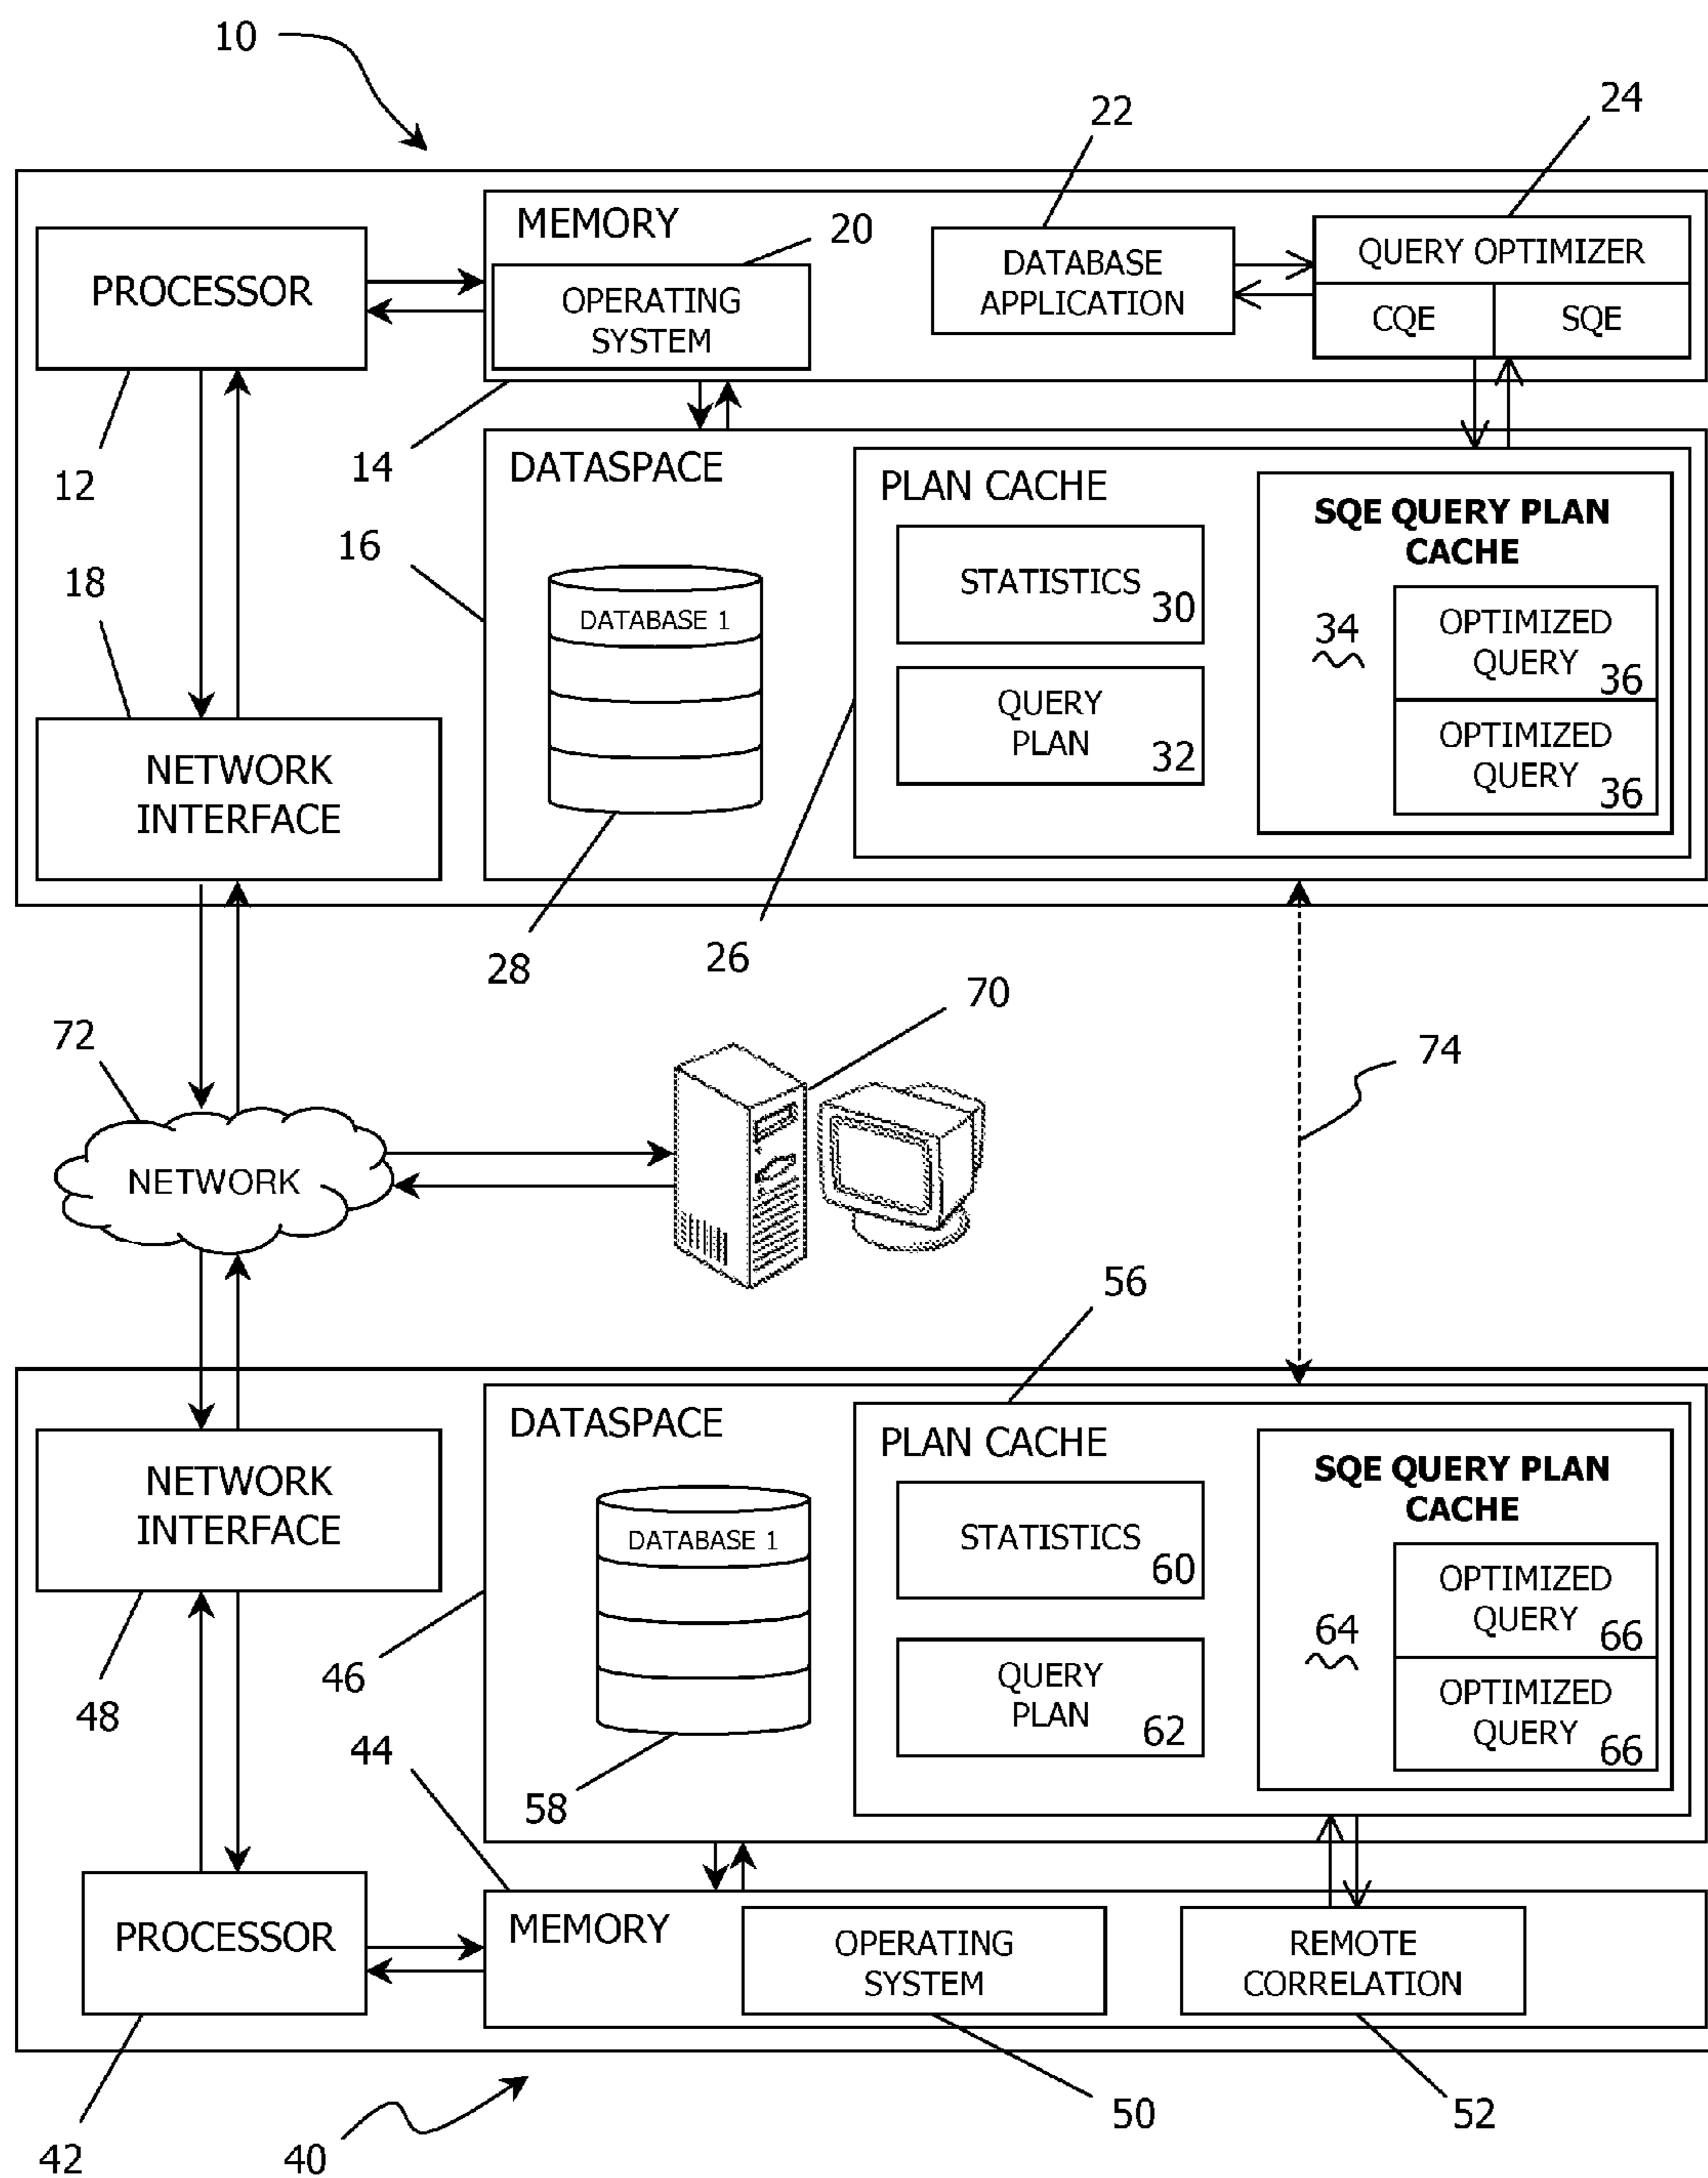 10
22
24
MEMORY
20
PROCESSOR
OPERATING
SYSTEM
DATABASE
APPLICATION
QUERY OPTIMIZER
CQE
SQE
12
14
16
18
DATASPACE
DATABASE 1
PLAN CACHE
STATISTICS
30
QUERY
PLAN
32
SQE QUERY PLAN
CACHE
34
OPTIMIZED
QUERY
36
OPTIMIZED
QUERY
36
NETWORK
INTERFACE
28
26
70
72
74
NETWORK
56
NETWORK
INTERFACE
DATASPACE
DATABASE 1
PLAN CACHE
STATISTICS
60
QUERY
PLAN
62
SQE QUERY PLAN
CACHE
64
OPTIMIZED
QUERY
66
OPTIMIZED
QUERY
66
48
46
44
58
PROCESSOR
MEMORY
OPERATING
SYSTEM
REMOTE
CORRELATION
42
40
50
52